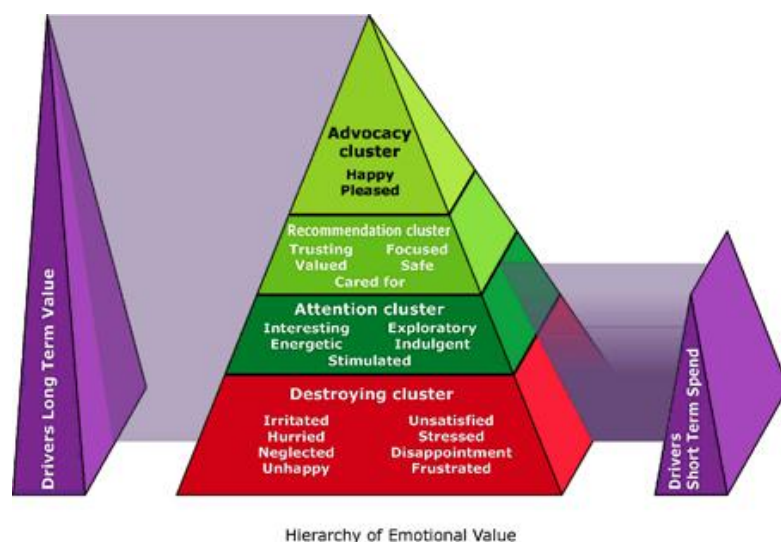 Advocacy
cluster
Happy
Pleased
Recommendation cluster
Trusting Focused
Valued Safe
Cared for
Attention cluster
Interesting Exploratory
Energetic Indulgent
Stimulated
Destroying cluster
Irritated Unsatisfied
Hurried Stressed
Neglected Disappointment
Unhappy Frustrated
Drivers Long Term Value
Drivers
Short Term Spend
Hierarchy of Emotional Value